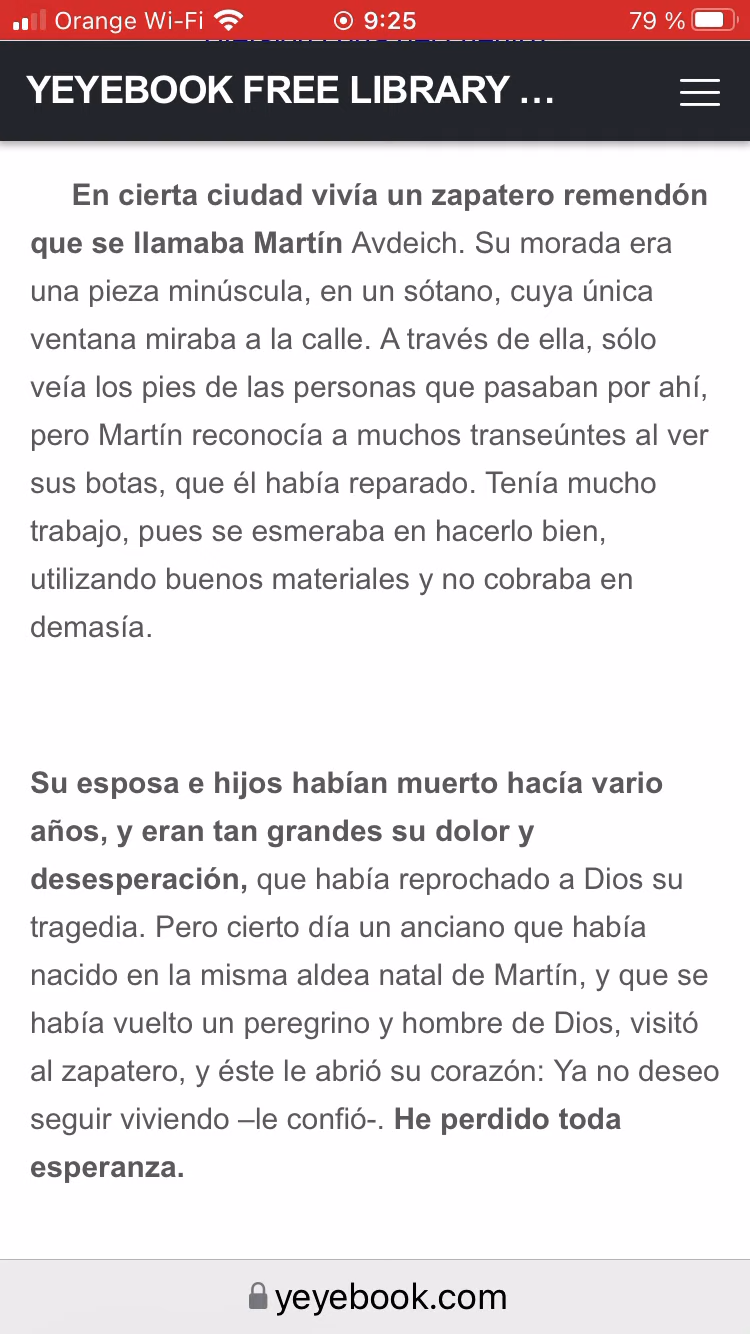 Orange Wi-Fi 9:25 79 %
YEYEBOOK FREE LIBRARY ...
En cierta ciudad vivía un zapatero remendón
que se llamaba Martín Avdeich. Su morada era
una pieza minúscula, en un sótano, cuya única
ventana miraba a la calle. A través de ella, sólo
veía los pies de las personas que pasaban por ahí,
pero Martín reconocía a muchos transeúntes al ver
sus botas, que él había reparado. Tenía mucho
trabajo, pues se esmeraba en hacerlo bien,
utilizando buenos materiales y no cobraba en
demasía.
Su esposa e hijos habían muerto hacía vario
años, y eran tan grandes su dolor y
desesperación, que había reprochado a Dios su
tragedia. Pero cierto día un anciano que había
nacido en la misma aldea natal de Martín, y que se
había vuelto un peregrino y hombre de Dios, visitó
al zapatero, y éste le abrió su corazón: Ya no deseo
seguir viviendo –le confió-. He perdido toda
esperanza.
yeyebook.com